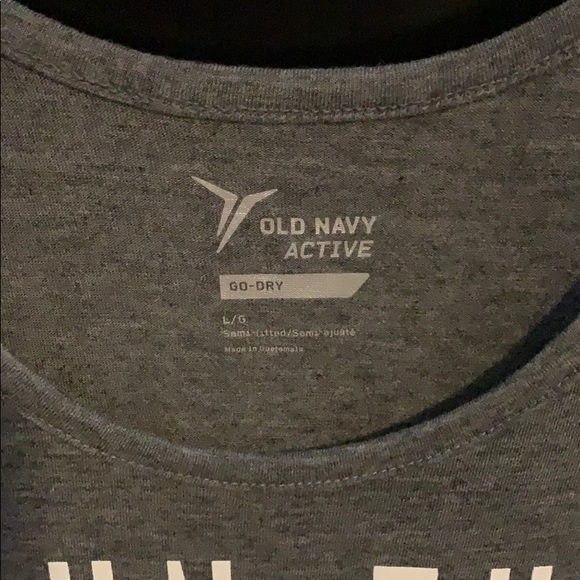 OLD NAVY
ACTIVE
GO-DRY
L/G
Semi-fitted/Semi-ajusté
Made in Guatemala